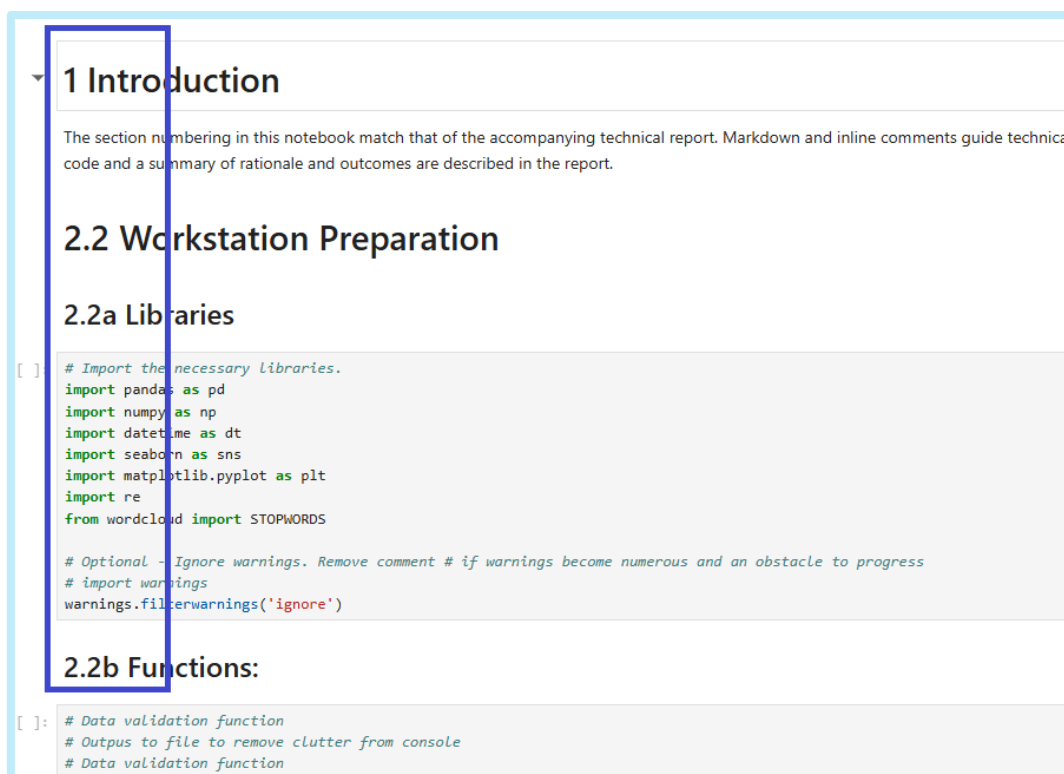 1 Introduction
The section numbering in this notebook match that of the accompanying technical report. Markdown and inline comments guide technica
code and a summary of rationale and outcomes are described in the report.
2.2 Workstation Preparation
2.2a Libraries
[ ]: # Import the necessary libraries.
import pandas as pd
import numpy as np
import datetime as dt
import seaborn as sns
import matplotlib.pyplot as plt
import re
from wordcloud import STOPWORDS
# Optional - Ignore warnings. Remove comment # if warnings become numerous and an obstacle to progress
# import warnings
warnings.filterwarnings('ignore')
2.2b Functions:
[ ]: # Data validation function
# Outpus to file to remove clutter from console
# Data validation function